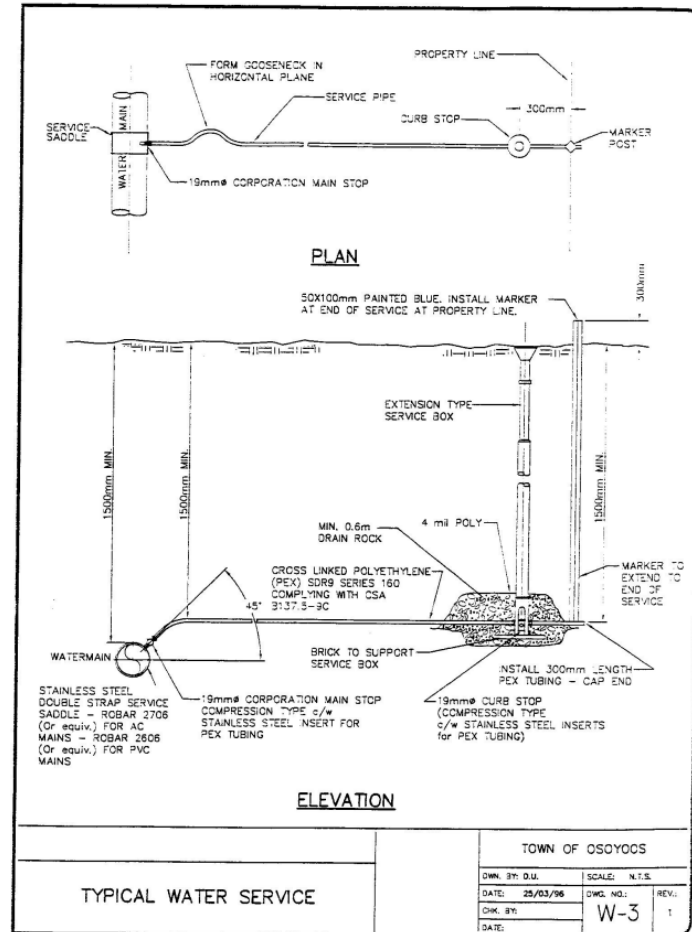 FORM GOOSENECK IN
HORIZONTAL PLANE
PROPERTY LINE
SERVICE PIPE
300mm
CURB STOP
SERVICE
SADDLE
WATER MAIN
MARKER
POST
19mmø CORPORATION MAIN STOP
PLAN
50X100mm PAINTED BLUE. INSTALL MARKER
AT END OF SERVICE AT PROPERTY LINE.
300mm
EXTENSION TYPE
SERVICE BOX
1500mm MIN.
1500mm MIN.
1500mm MIN.
MIN. 0.6m
DRAIN ROCK
4 mil POLY
CROSS LINKED POLYETHYLENE
(PEX) SDR9 SERIES 160
COMPLYING WITH CSA
B137.5-9C
MARKER TO
EXTEND TO
END OF
SERVICE
45°
WATERMAIN
BRICK TO SUPPORT
SERVICE BOX
INSTALL 300mm LENGTH
PEX TUBING - CAP END
STAINLESS STEEL
DOUBLE STRAP SERVICE
SADDLE - ROBAR 2706
(Or equiv.) FOR AC
MAINS - ROBAR 2606
(Or equiv.) FOR PVC
MAINS
19mmø CORPORATION MAIN STOP
COMPRESSION TYPE c/w
STAINLESS STEEL INSERT FOR
PEX TUBING
19mmø CURB STOP
(COMPRESSION TYPE
c/w STAINLESS STEEL INSERTS
for PEX TUBING)
ELEVATION
TYPICAL WATER SERVICE
TOWN OF OSOYOOS
DWN. BY: D.U.
SCALE: N.T.S.
DATE: 25/03/96
DWG. NO.:
REV.:
CHK. BY:
W-3
1
DATE: